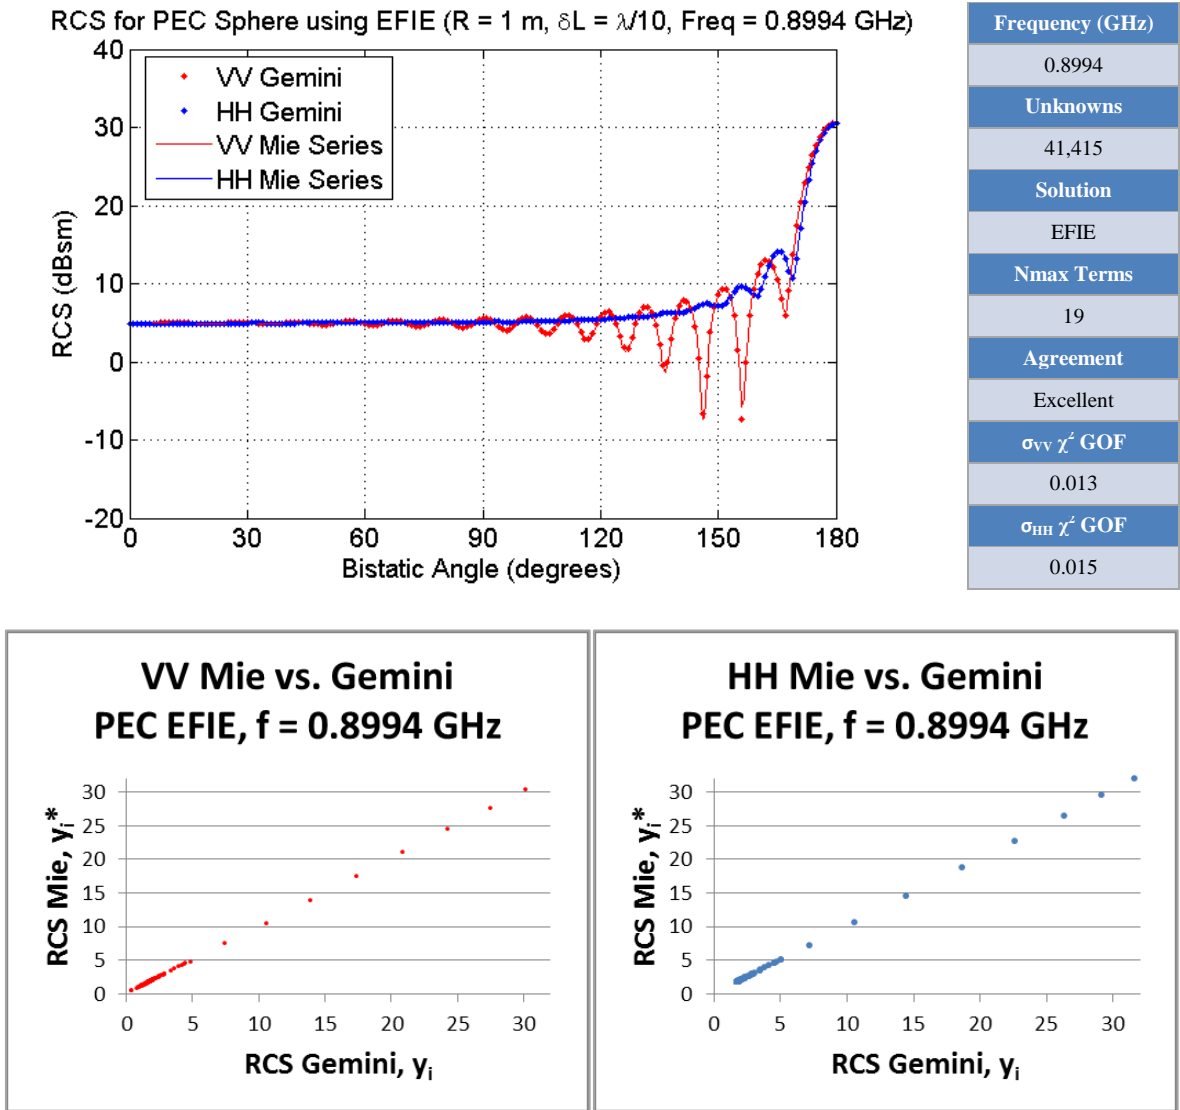 RCS for PEC Sphere using EFIE (R = 1 m, δL = λ/10, Freq = 0.8994 GHz)
40
30
20
10
0
-10
-20
RCS (dBsm)
VV Gemini
HH Gemini
VV Mie Series
HH Mie Series
0 30 60 90 120 150 180
Bistatic Angle (degrees)
Frequency (GHz)
0.8994
Unknowns
41,415
Solution
EFIE
Nmax Terms
19
Agreement
Excellent
σVV χ² GOF
0.013
σHH χ² GOF
0.015
VV Mie vs. Gemini
PEC EFIE, f = 0.8994 GHz
RCS Mie, yi*
30
25
20
15
10
5
0
0 5 10 15 20 25 30
RCS Gemini, yi
HH Mie vs. Gemini
PEC EFIE, f = 0.8994 GHz
RCS Mie, yi*
30
25
20
15
10
5
0
0 5 10 15 20 25 30
RCS Gemini, yi